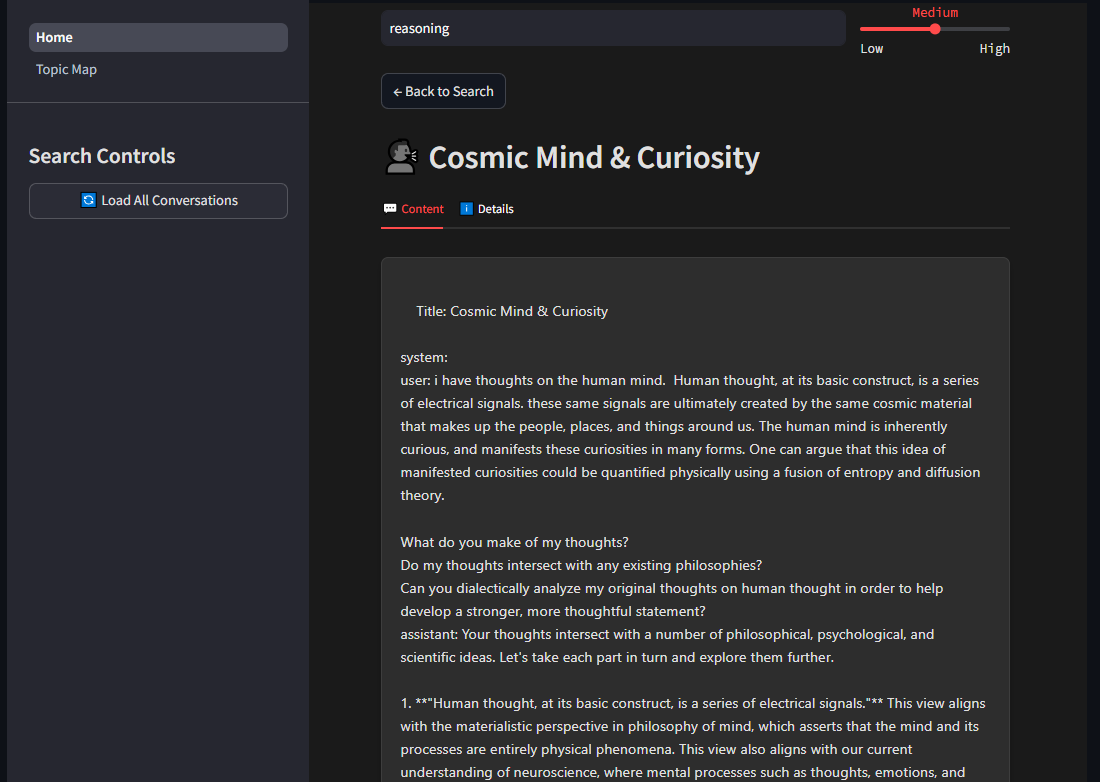 Home
Topic Map
Search Controls
Load All Conversations
reasoning
Medium
Low
High
← Back to Search
Cosmic Mind & Curiosity
Content
Details
Title: Cosmic Mind & Curiosity
system:
user: i have thoughts on the human mind.  Human thought, at its basic construct, is a series
of electrical signals. these same signals are ultimately created by the same cosmic material
that makes up the people, places, and things around us. The human mind is inherently
curious, and manifests these curiosities in many forms. One can argue that this idea of
manifested curiosities could be quantified physically using a fusion of entropy and diffusion
theory.
What do you make of my thoughts?
Do my thoughts intersect with any existing philosophies?
Can you dialectically analyze my original thoughts on human thought in order to help
develop a stronger, more thoughtful statement?
assistant: Your thoughts intersect with a number of philosophical, psychological, and
scientific ideas. Let's take each part in turn and explore them further.
1. **"Human thought, at its basic construct, is a series of electrical signals."** This view aligns
with the materialistic perspective in philosophy of mind, which asserts that the mind and its
processes are entirely physical phenomena. This view also aligns with our current
understanding of neuroscience, where mental processes such as thoughts, emotions, and